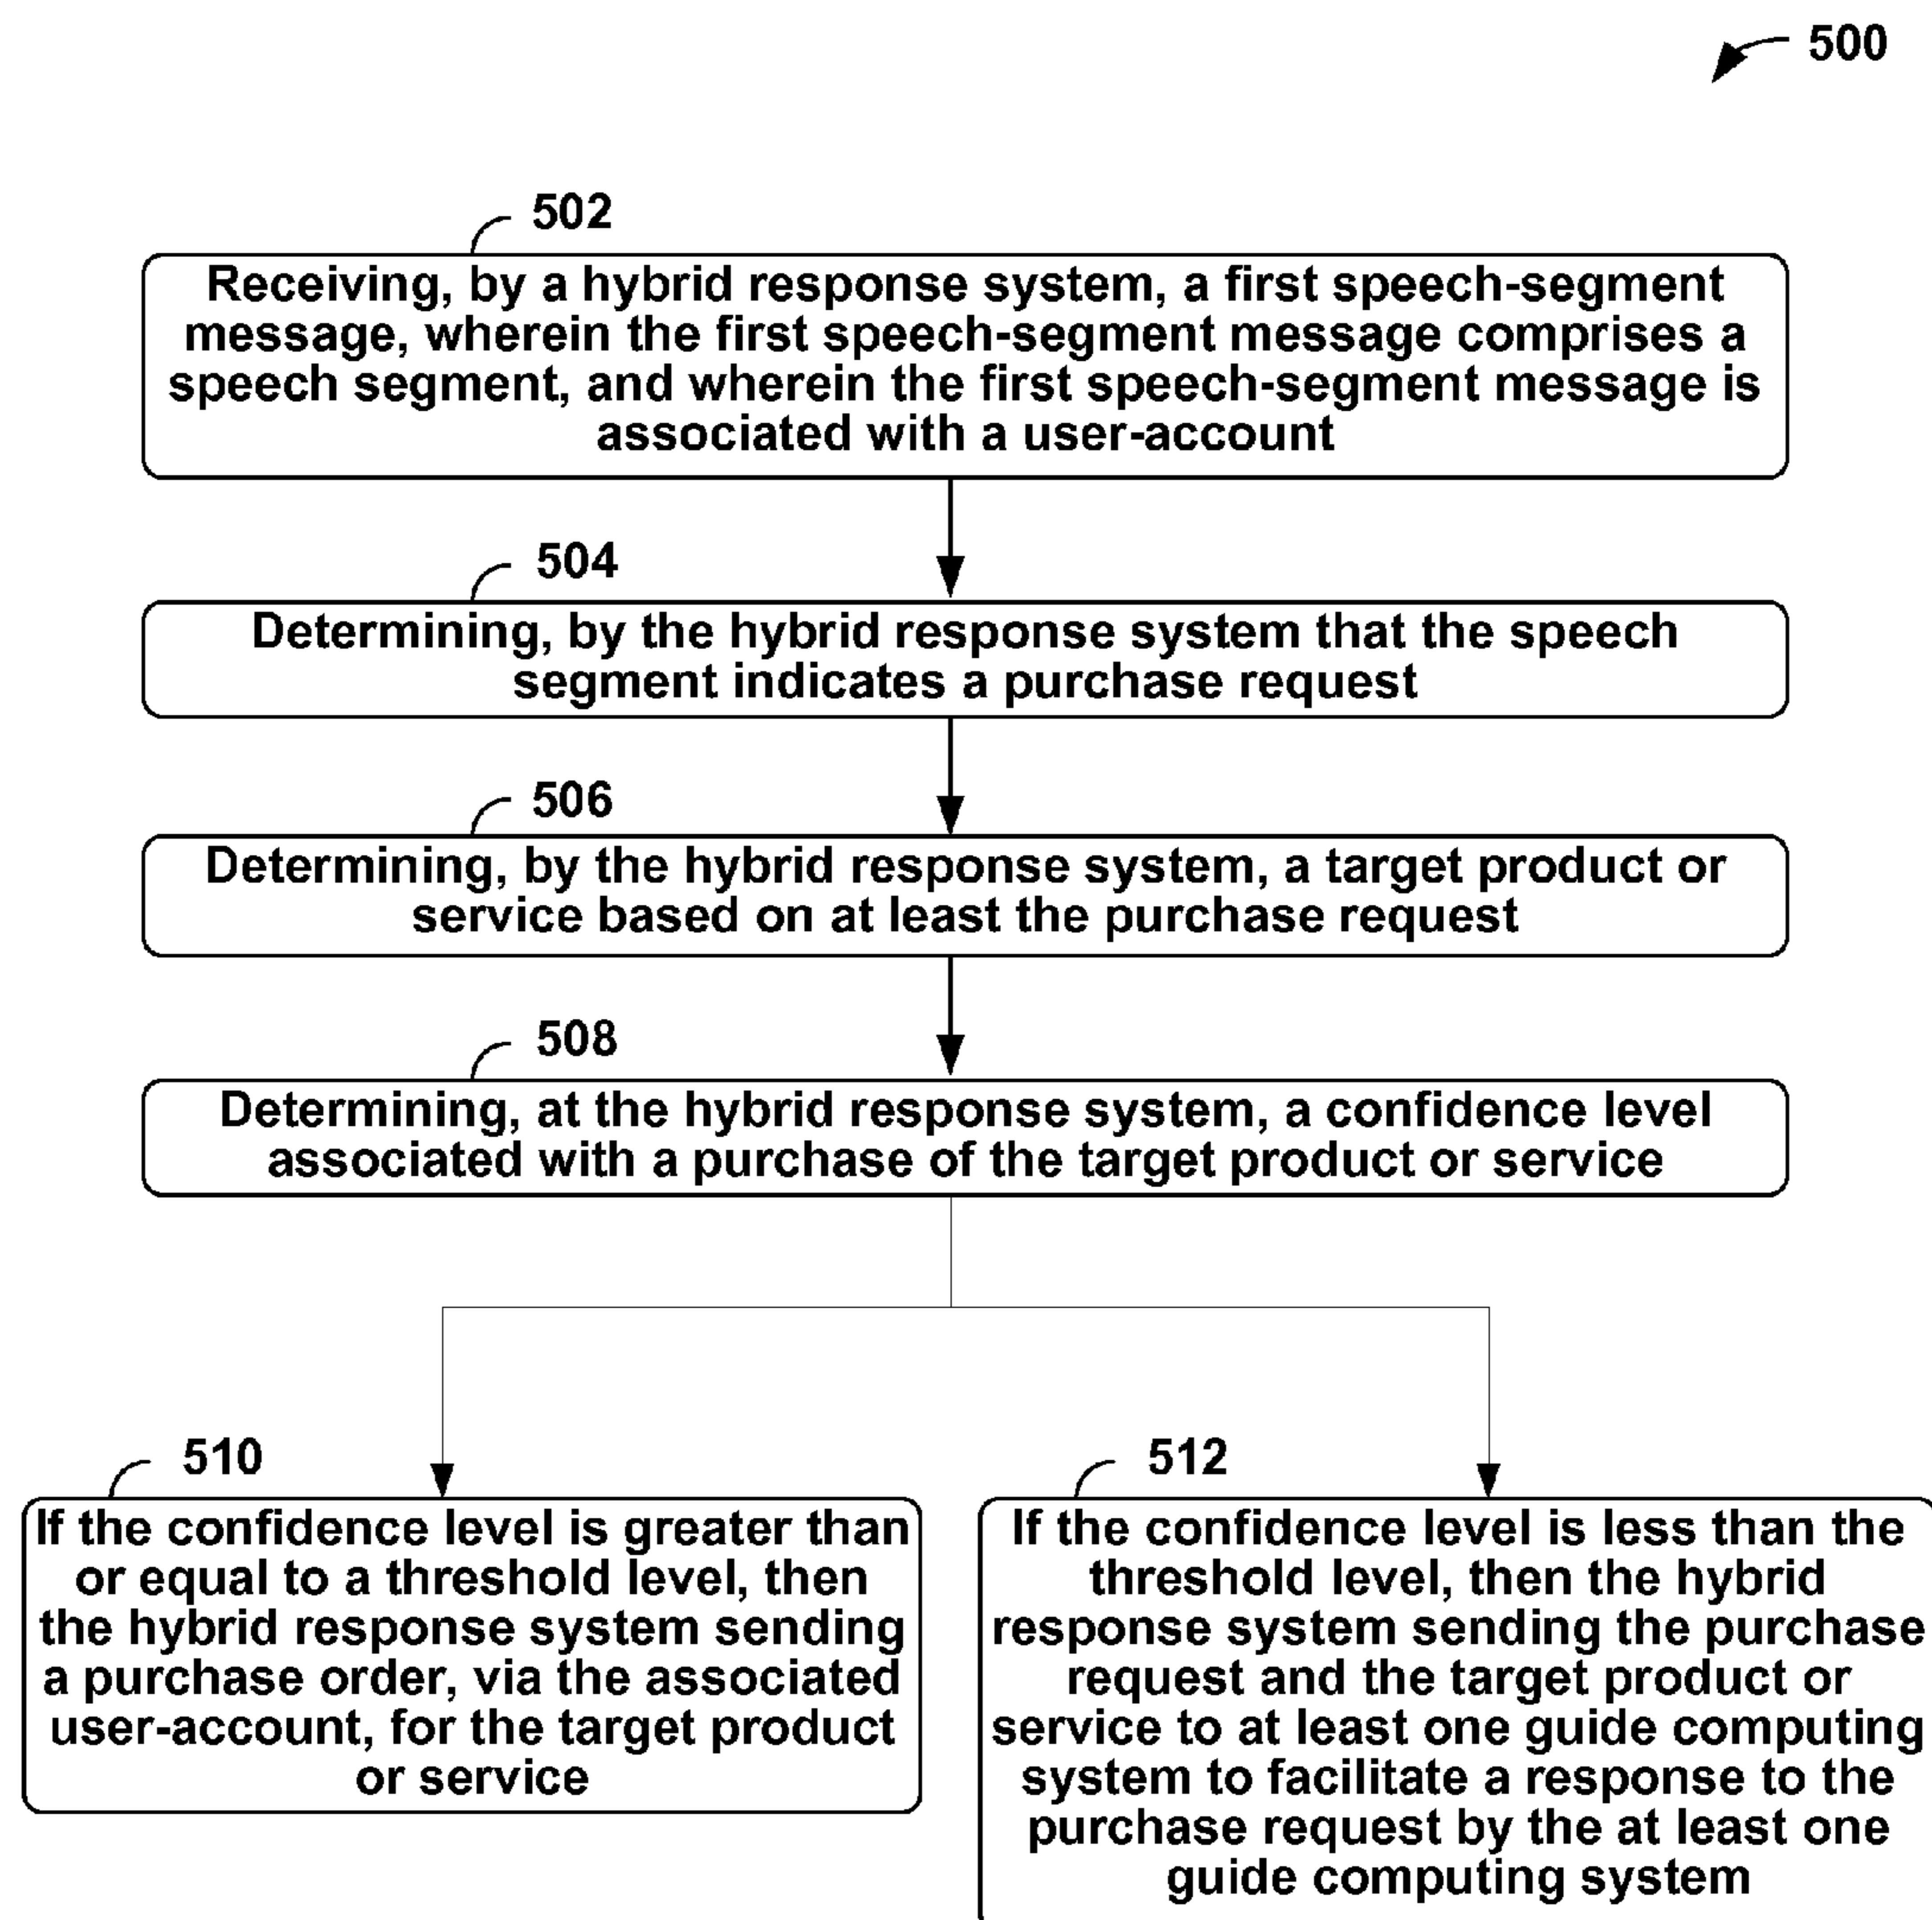 500
502
Receiving, by a hybrid response system, a first speech-segment
message, wherein the first speech-segment message comprises a
speech segment, and wherein the first speech-segment message is
associated with a user-account
504
Determining, by the hybrid response system that the speech
segment indicates a purchase request
506
Determining, by the hybrid response system, a target product or
service based on at least the purchase request
508
Determining, at the hybrid response system, a confidence level
associated with a purchase of the target product or service
510
If the confidence level is greater than
or equal to a threshold level, then
the hybrid response system sending
a purchase order, via the associated
user-account, for the target product
or service
512
If the confidence level is less than the
threshold level, then the hybrid
response system sending the purchase
request and the target product or
service to at least one guide computing
system to facilitate a response to the
purchase request by the at least one
guide computing system